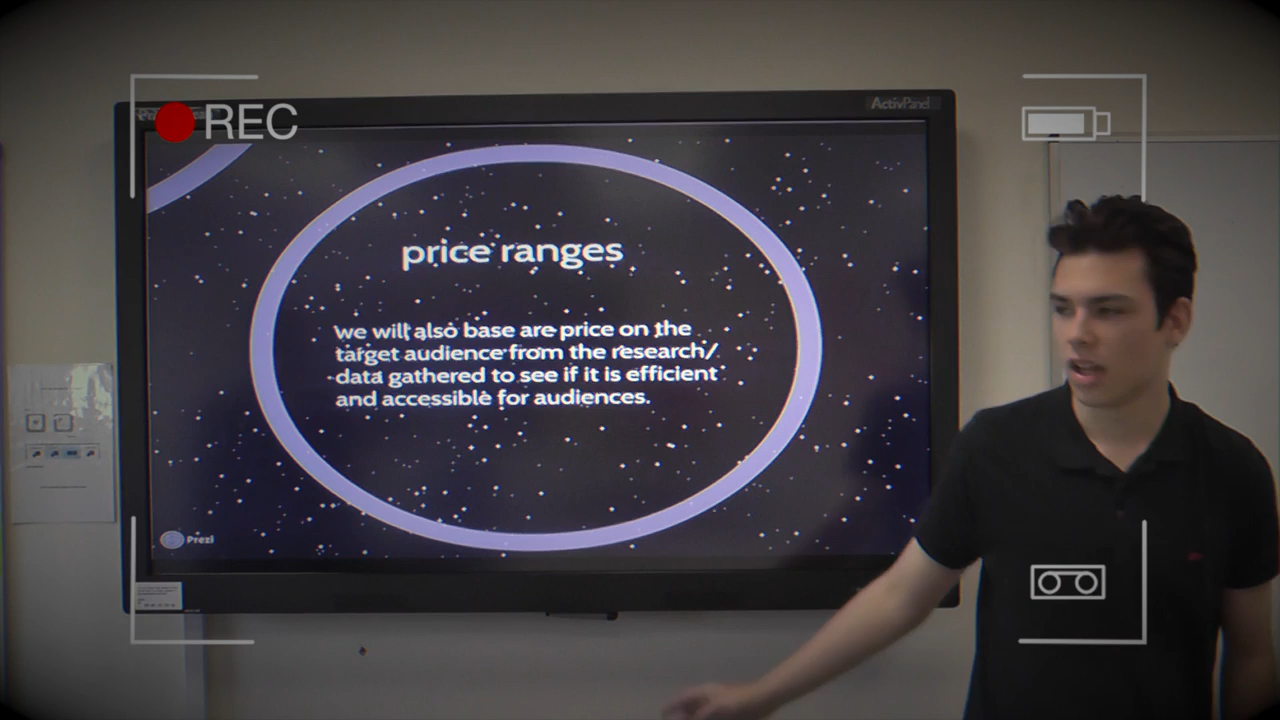 REC
ActivPanel
price ranges
we will also base are price on the
target audience from the research/
data gathered to see if it is efficient
and accessible for audiences.
Prezi